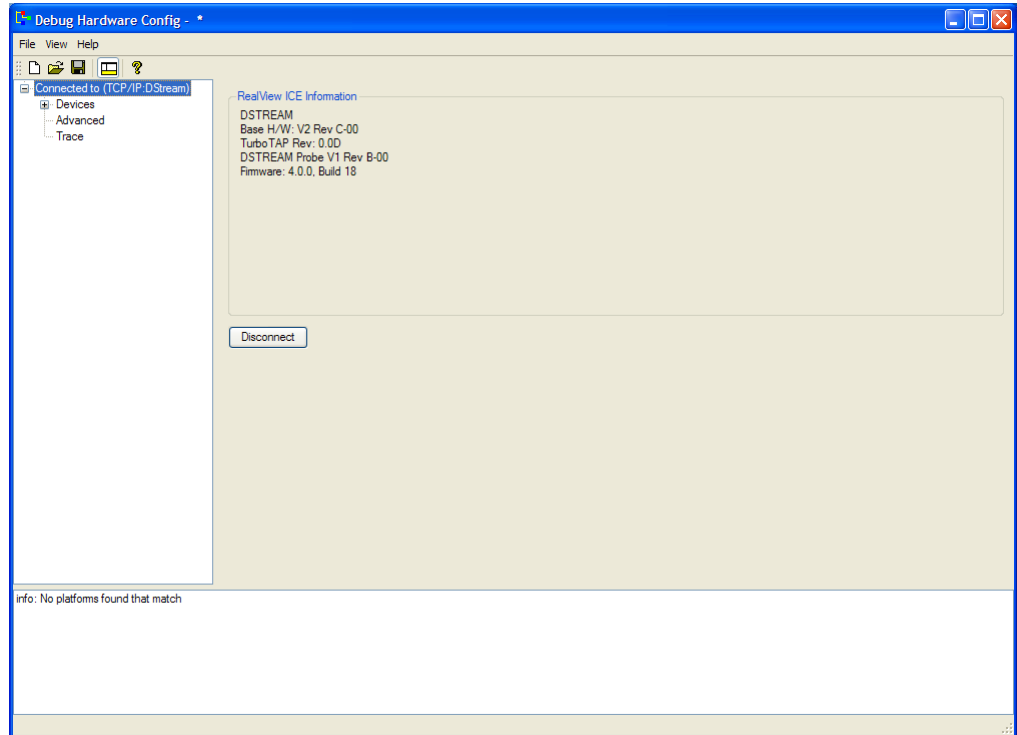 Debug Hardware Config - *
File View Help
Connected to (TCP/IP:DStream)
Devices
Advanced
Trace
RealView ICE Information
DSTREAM
Base H/W: V2 Rev C-00
TurboTAP Rev: 0.0D
DSTREAM Probe V1 Rev B-00
Firmware: 4.0.0, Build 18
Disconnect
info: No platforms found that match